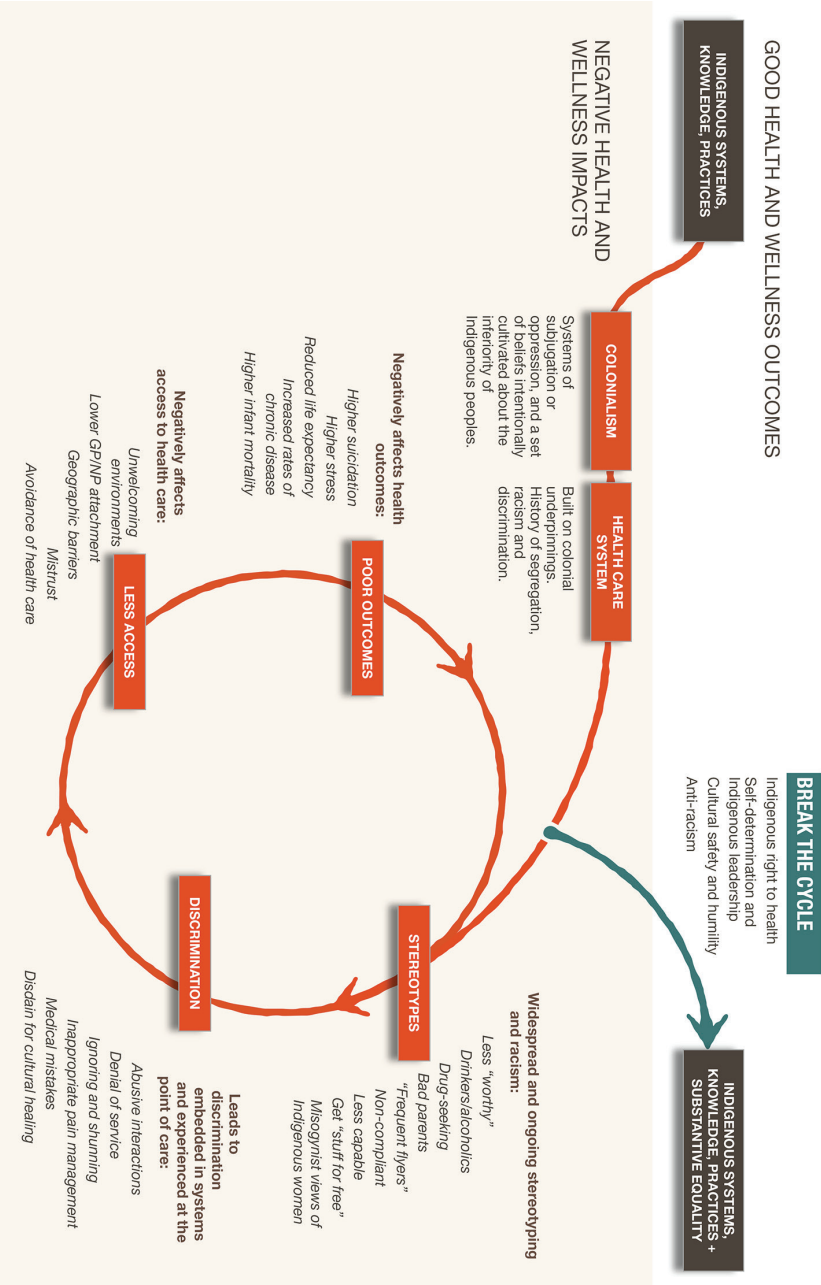 GOOD HEALTH AND WELLNESS OUTCOMES
INDIGENOUS SYSTEMS,
KNOWLEDGE, PRACTICES
BREAK THE CYCLE
Indigenous right to health
Self-determination and
Indigenous leadership
Cultural safety and humility
Anti-racism
INDIGENOUS SYSTEMS,
KNOWLEDGE, PRACTICES +
SUBSTANTIVE EQUALITY
NEGATIVE HEALTH AND
WELLNESS IMPACTS
COLONIALISM
Systems of
subjugation or
oppression, and a set
of beliefs intentionally
cultivated about the
inferiority of
Indigenous peoples.
HEALTH CARE
SYSTEM
Built on colonial
underpinnings.
History of segregation,
racism and
discrimination.
STEREOTYPES
Widespread and ongoing stereotyping
and racism:
Less “worthy”
Drinkers/alcoholics
Drug-seeking
Bad parents
“Frequent flyers”
Non-compliant
Less capable
Get “stuff for free”
Misogynist views of
Indigenous women
DISCRIMINATION
Leads to
discrimination
embedded in systems
and experienced at the
point of care:
Abusive interactions
Denial of service
Ignoring and shunning
Inappropriate pain management
Medical mistakes
Disdain for cultural healing
LESS ACCESS
Negatively affects
access to health care:
Unwelcoming
environments
Lower GP/NP attachment
Geographic barriers
Mistrust
Avoidance of health care
POOR OUTCOMES
Negatively affects health
outcomes:
Higher suicidation
Higher stress
Reduced life expectancy
Increased rates of
chronic disease
Higher infant mortality